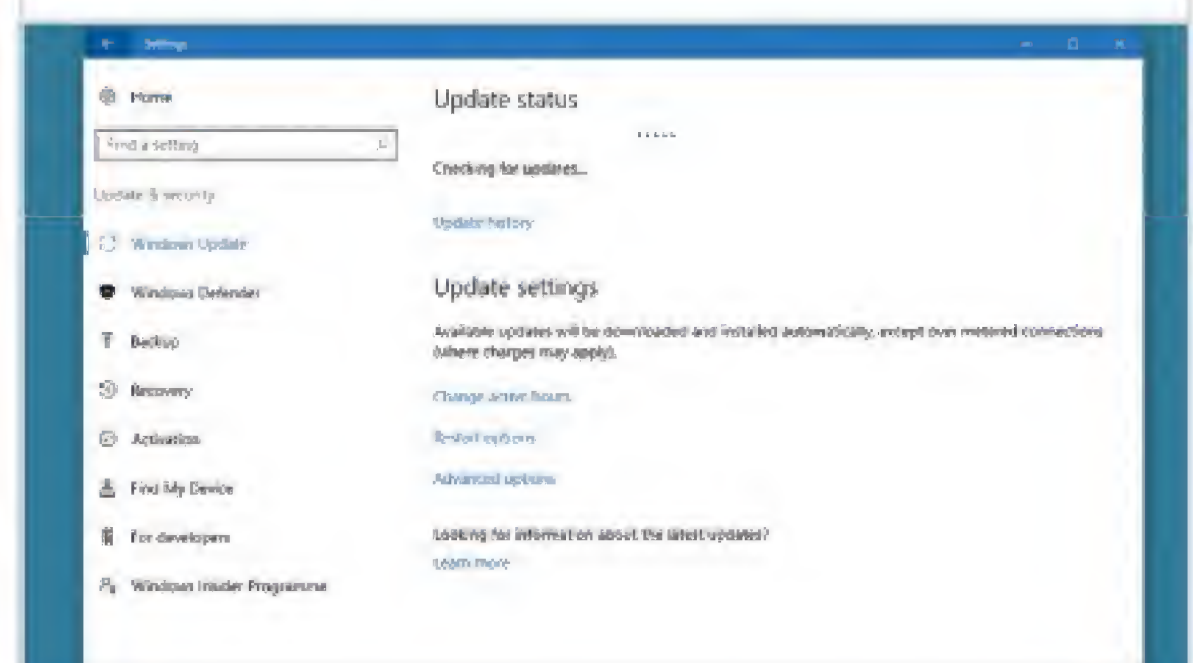 Settings
Home
Find a setting
Update & security
Windows Update
Windows Defender
Backup
Recovery
Activation
Find My Device
For developers
Windows Insider Programme
Update status
Checking for updates...
Update history
Update settings
Available updates will be downloaded and installed automatically, except over metered connections
(where charges may apply).
Change active hours
Restart options
Advanced options
Looking for information about the latest updates?
Learn more